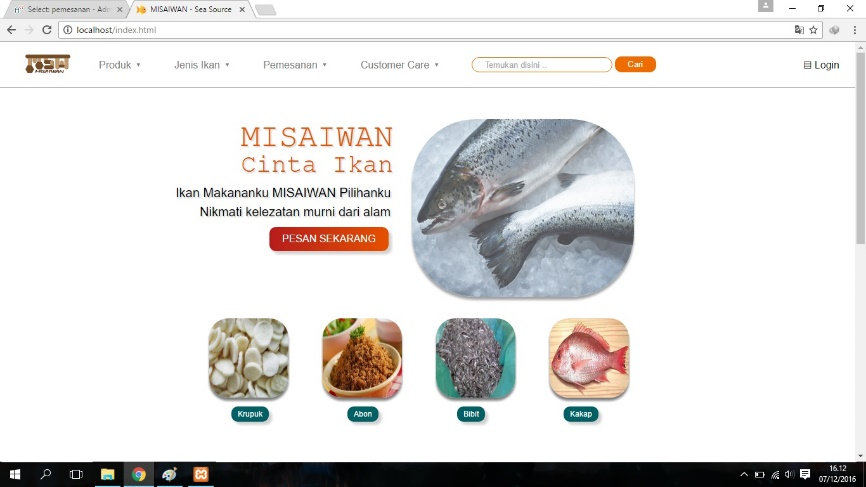 Select: pemesanan - Adm
MISAIWAN - Sea Source
localhost/index.html
MSA
Produk
Jenis Ikan
Pemesanan
Customer Care
Temukan disini ...
Cari
Login
MISAIWAN
Cinta Ikan
Ikan Makananku MISAIWAN Pilihanku
Nikmati kelezatan murni dari alam
PESAN SEKARANG
Krupuk
Abon
Bibit
Kakap
16.12
07/12/2016